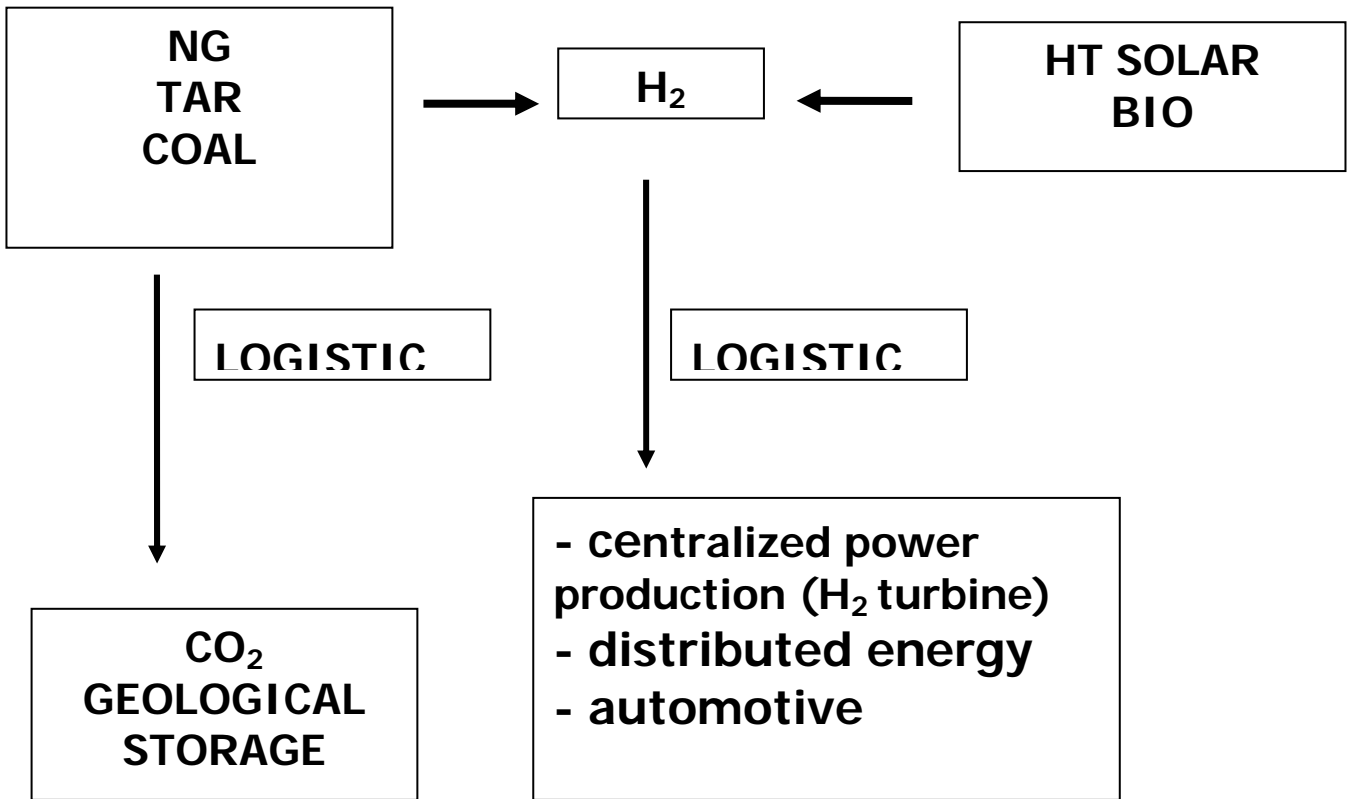 NG
TAR
COAL
H₂
HT SOLAR
BIO
LOGISTIC
LOGISTIC
- centralized power
production (H₂ turbine)
- distributed energy
- automotive
CO₂
GEOLOGICAL
STORAGE